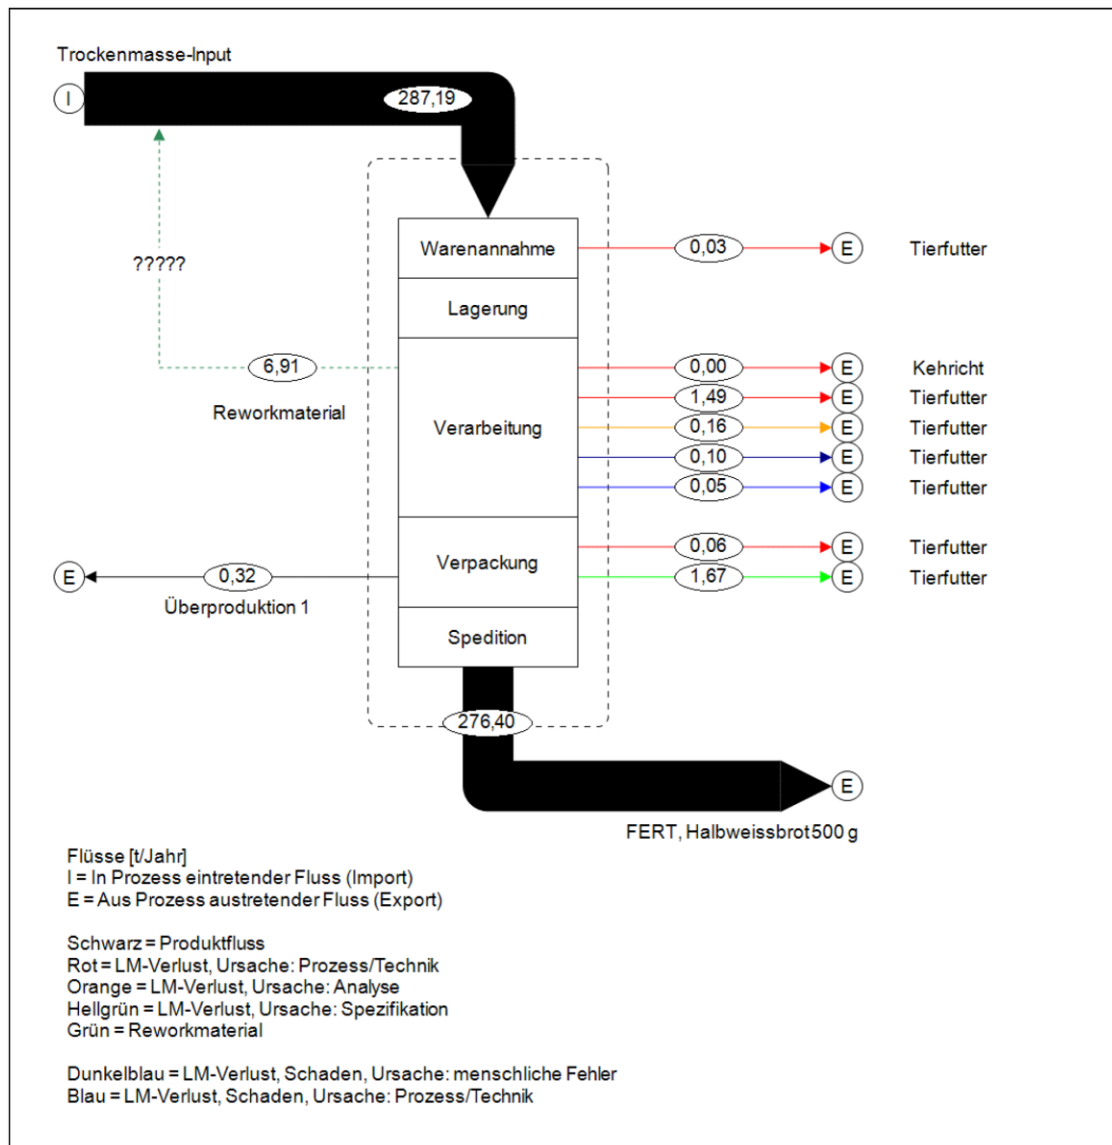 Trockenmasse-Input
I
287,19
Warenannahme
0,03
E
Tierfutter
?????
Lagerung
6,91
Reworkmaterial
Verarbeitung
0,00
E
Kehricht
1,49
E
Tierfutter
0,16
E
Tierfutter
0,10
E
Tierfutter
0,05
E
Tierfutter
Verpackung
0,06
E
Tierfutter
1,67
E
Tierfutter
E
0,32
Überproduktion 1
Spedition
276,40
E
FERT, Halbweissbrot 500 g
Flüsse [t/Jahr]
I = In Prozess eintretender Fluss (Import)
E = Aus Prozess austretender Fluss (Export)
Schwarz = Produktfluss
Rot = LM-Verlust, Ursache: Prozess/Technik
Orange = LM-Verlust, Ursache: Analyse
Hellgrün = LM-Verlust, Ursache: Spezifikation
Grün = Reworkmaterial
Dunkelblau = LM-Verlust, Schaden, Ursache: menschliche Fehler
Blau = LM-Verlust, Schaden, Ursache: Prozess/Technik